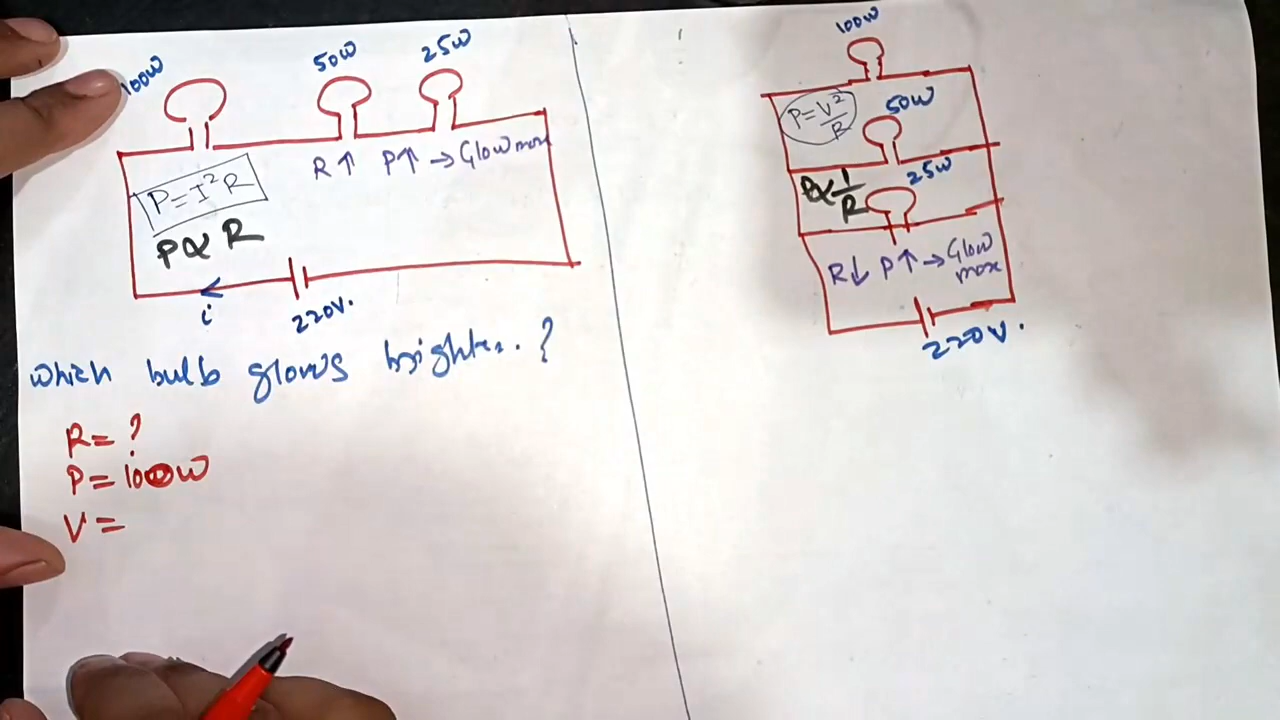 100W 50W 25W
P=I²R
R↑ P↑ → Glow max
P∝R
i
220V.
which bulb glows brighter.?
R=?
P=100W
V=
100W
P=V²/R
50W
P∝1/R
25W
R↓ P↑ → Glow max
220V.